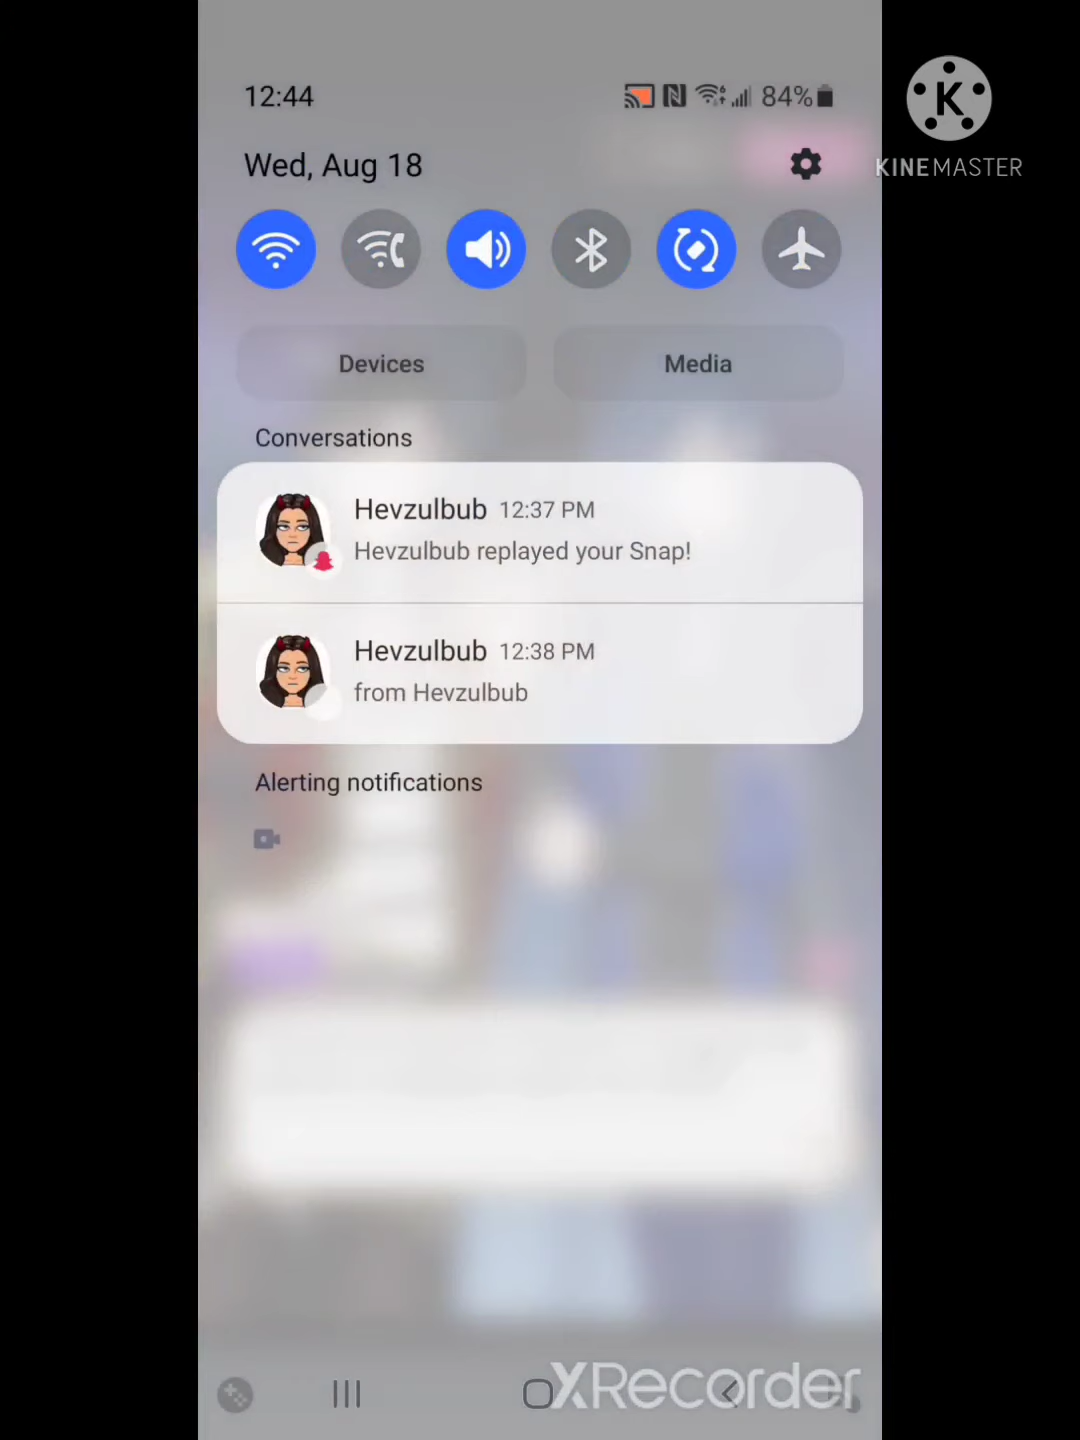 12:44
84%
KINEMASTER
Wed, Aug 18
Devices
Media
Conversations
Hevzulbub 12:37 PM
Hevzulbub replayed your Snap!
Hevzulbub 12:38 PM
from Hevzulbub
Alerting notifications
XRecorder